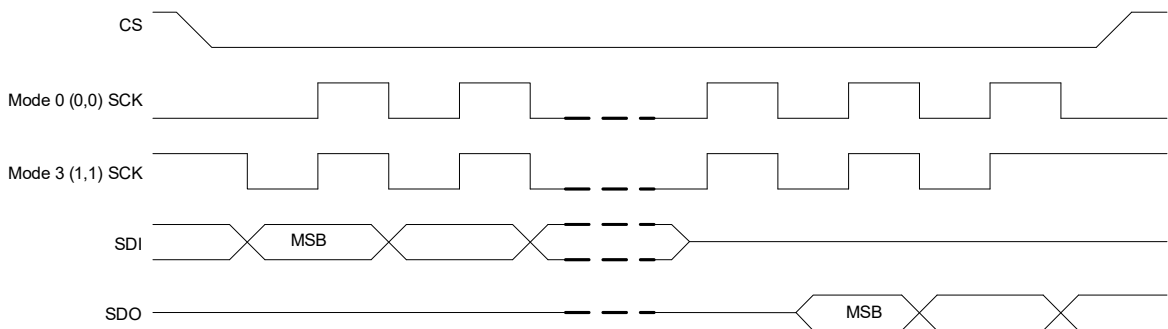 CS
Mode 0 (0,0) SCK
Mode 3 (1,1) SCK
SDI
MSB
SDO
MSB